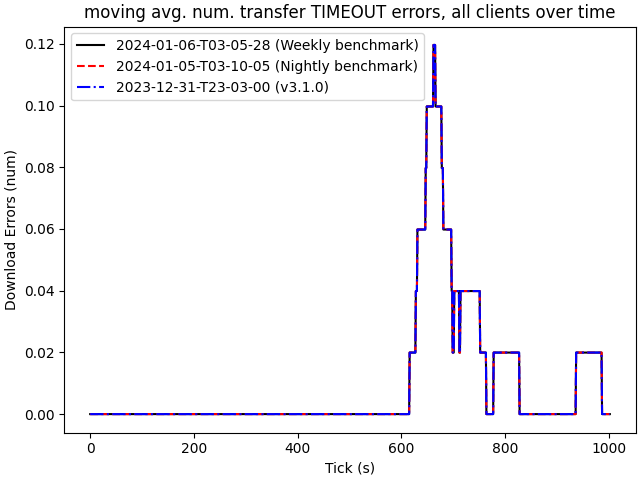 moving avg. num. transfer TIMEOUT errors, all clients over time
2024-01-06-T03-05-28 (Weekly benchmark)
2024-01-05-T03-10-05 (Nightly benchmark)
2023-12-31-T23-03-00 (v3.1.0)
Download Errors (num)
0.12
0.10
0.08
0.06
0.04
0.02
0.00
0 200 400 600 800 1000
Tick (s)